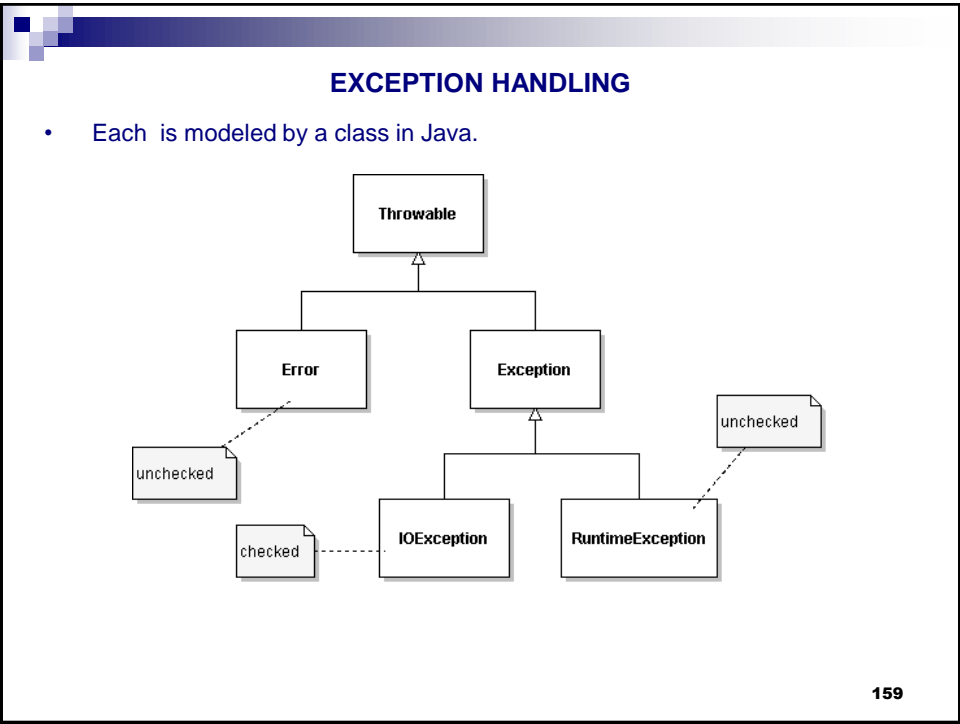 EXCEPTION HANDLING
• Each is modeled by a class in Java.
Throwable
Error
Exception
unchecked
unchecked
checked
IOException
RuntimeException
159